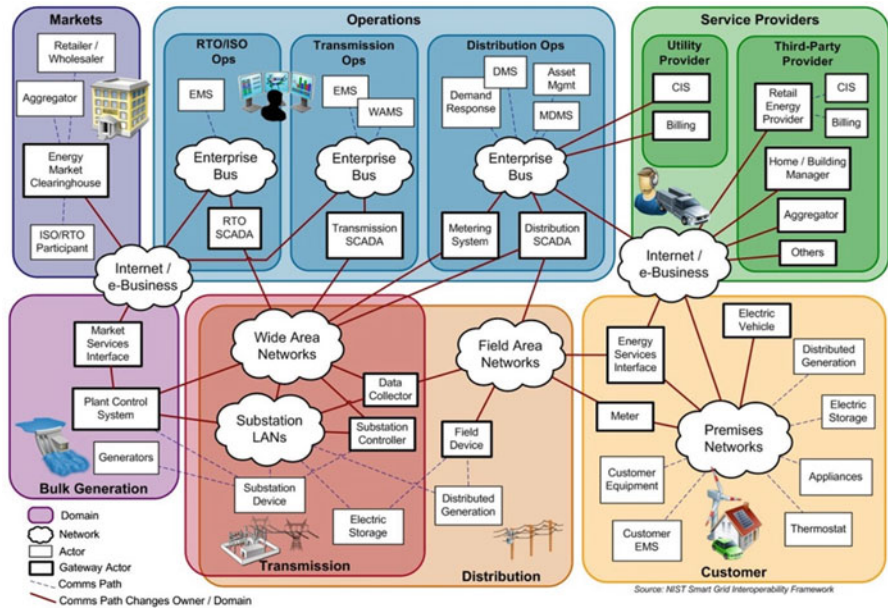 Markets
Retailer /
Wholesaler
Aggregator
Energy
Market
Clearinghouse
ISO/RTO
Participant
Operations
RTO/ISO
Ops
EMS
Enterprise
Bus
RTO
SCADA
Transmission
Ops
EMS
WAMS
Enterprise
Bus
Transmission
SCADA
Distribution Ops
DMS
Asset
Mgmt
Demand
Response
MDMS
Enterprise
Bus
Metering
System
Distribution
SCADA
Service Providers
Utility
Provider
CIS
Billing
Third-Party
Provider
Retail
Energy
Provider
CIS
Billing
Home / Building
Manager
Aggregator
Others
Internet /
e-Business
Internet /
e-Business
Market
Services
Interface
Plant Control
System
Generators
Bulk Generation
Wide Area
Networks
Substation
LANs
Data
Collector
Substation
Controller
Substation
Device
Electric
Storage
Transmission
Field Area
Networks
Field
Device
Distributed
Generation
Distribution
Energy
Services
Interface
Electric
Vehicle
Distributed
Generation
Meter
Premises
Networks
Electric
Storage
Customer
Equipment
Appliances
Customer
EMS
Thermostat
Customer
Domain
Network
Actor
Gateway Actor
Comms Path
Comms Path Changes Owner / Domain
Source: NIST Smart Grid Interoperability Framework